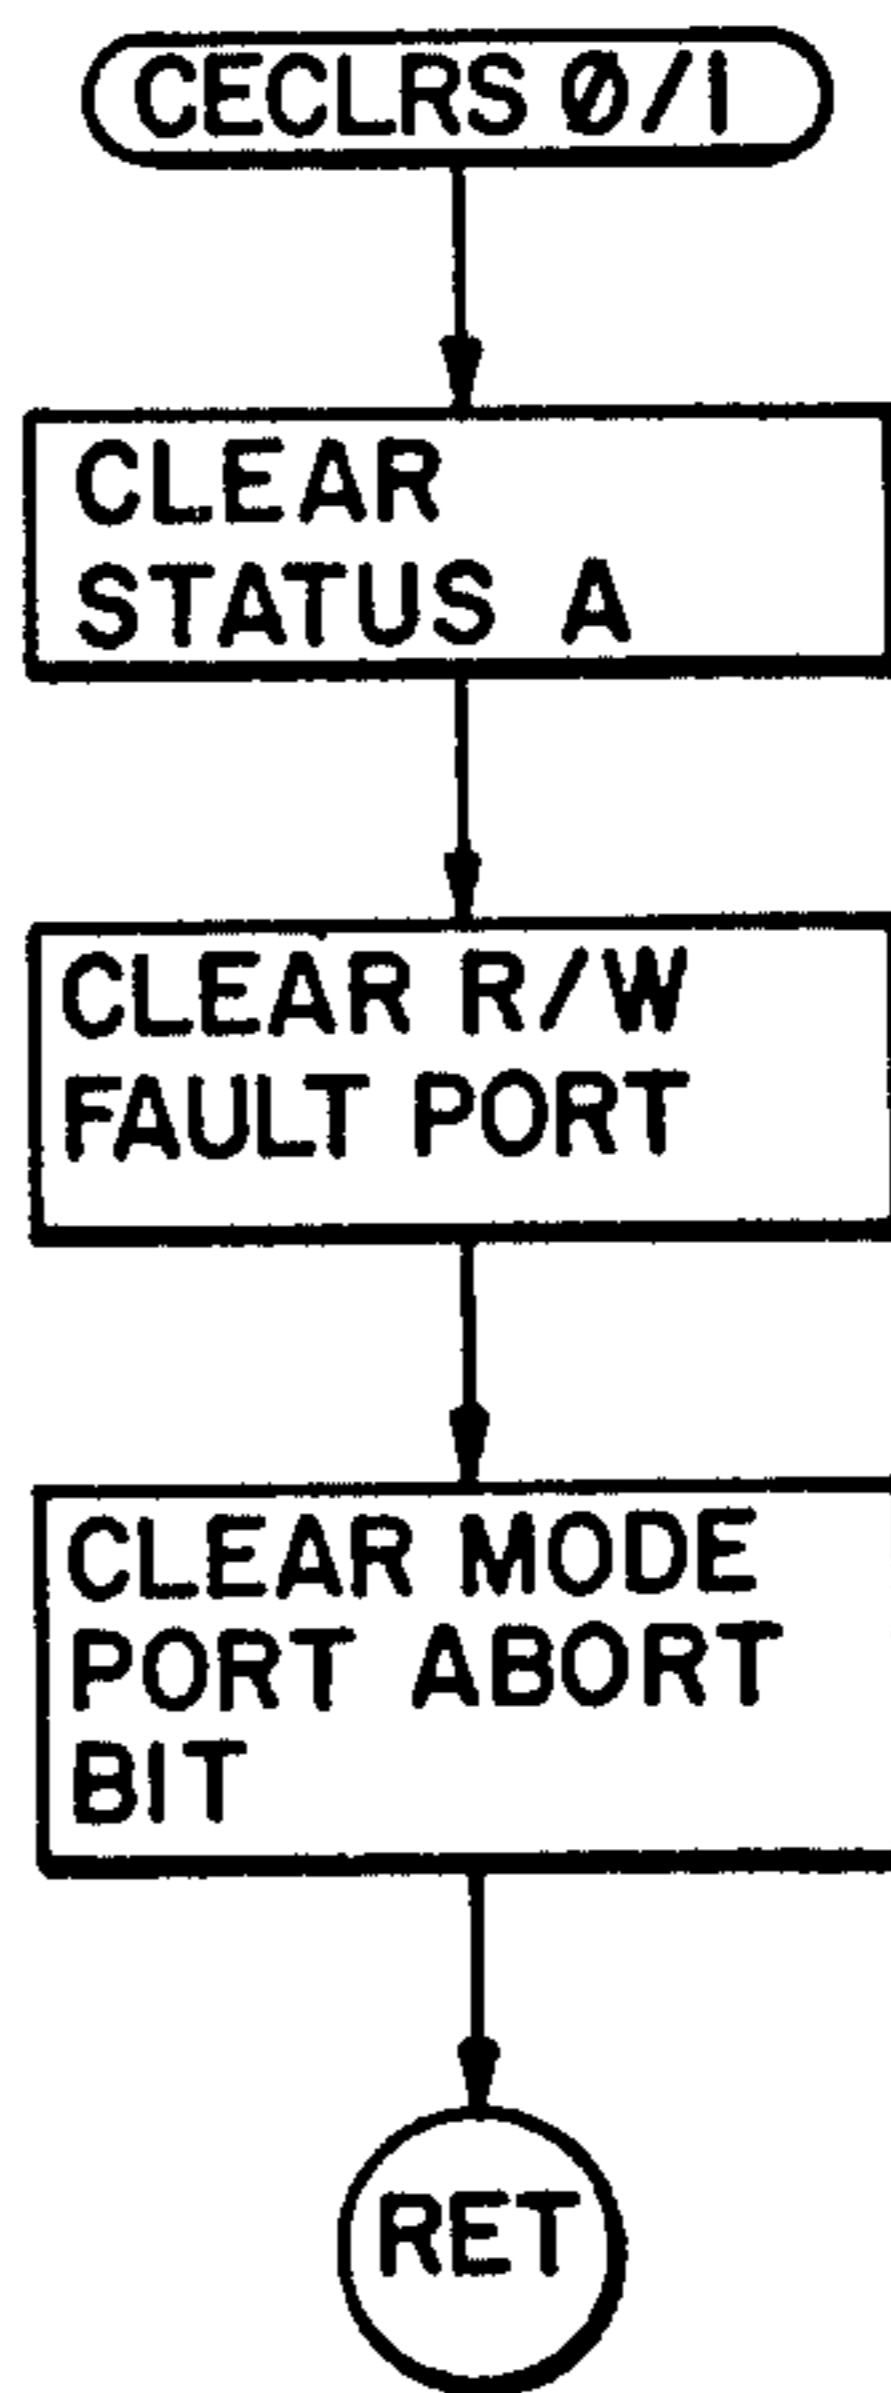 CECLRS Ø/1
CLEAR
STATUS A
CLEAR R/W
FAULT PORT
CLEAR MODE
PORT ABORT
BIT
RET